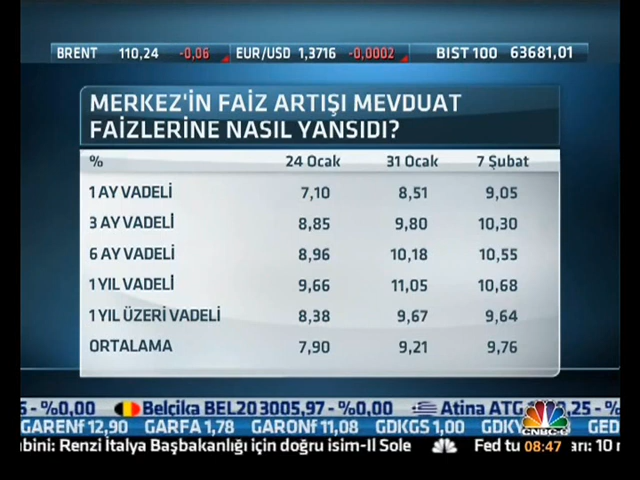 BRENT 110,24 -0,06 EUR/USD 1,3716 -0,0002 BIST 100 63681,01
MERKEZ'İN FAİZ ARTIŞI MEVDUAT
FAİZLERİNE NASIL YANSIDI?
% 24 Ocak 31 Ocak 7 Şubat
1 AY VADELİ 7,10 8,51 9,05
3 AY VADELİ 8,85 9,80 10,30
6 AY VADELİ 8,96 10,18 10,55
1 YIL VADELİ 9,66 11,05 10,68
1 YIL ÜZERİ VADELİ 8,38 9,67 9,64
ORTALAMA 7,90 9,21 9,76
- %0,00 Belçika BEL20 3005,97 - %0,00 Atina ATG
GARENf 12,90 GARFA 1,78 GARONf 11,08 GDKGS 1,00 GDKY GED
bini: Renzi İtalya Başbakanlığı için doğru isim-Il Sole Fed tu 08:47 arı: 10 m
CNBC-e